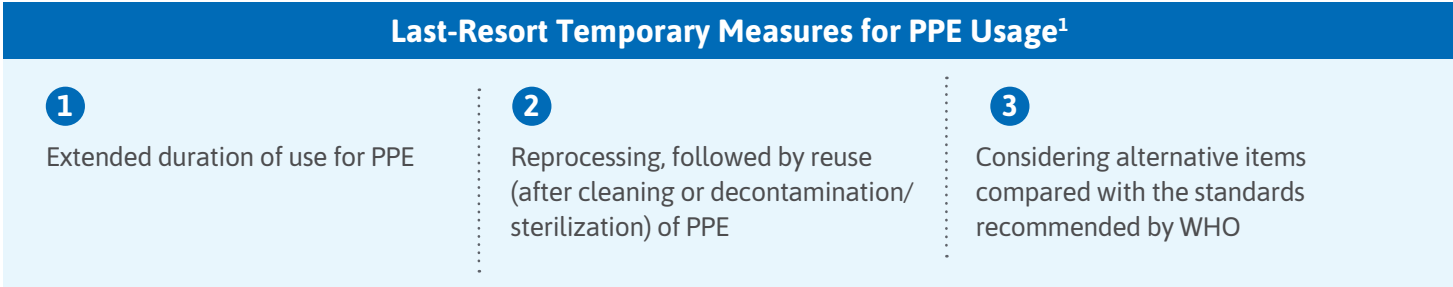 Last-Resort Temporary Measures for PPE Usage¹
1
Extended duration of use for PPE
2
Reprocessing, followed by reuse
(after cleaning or decontamination/
sterilization) of PPE
3
Considering alternative items
compared with the standards
recommended by WHO